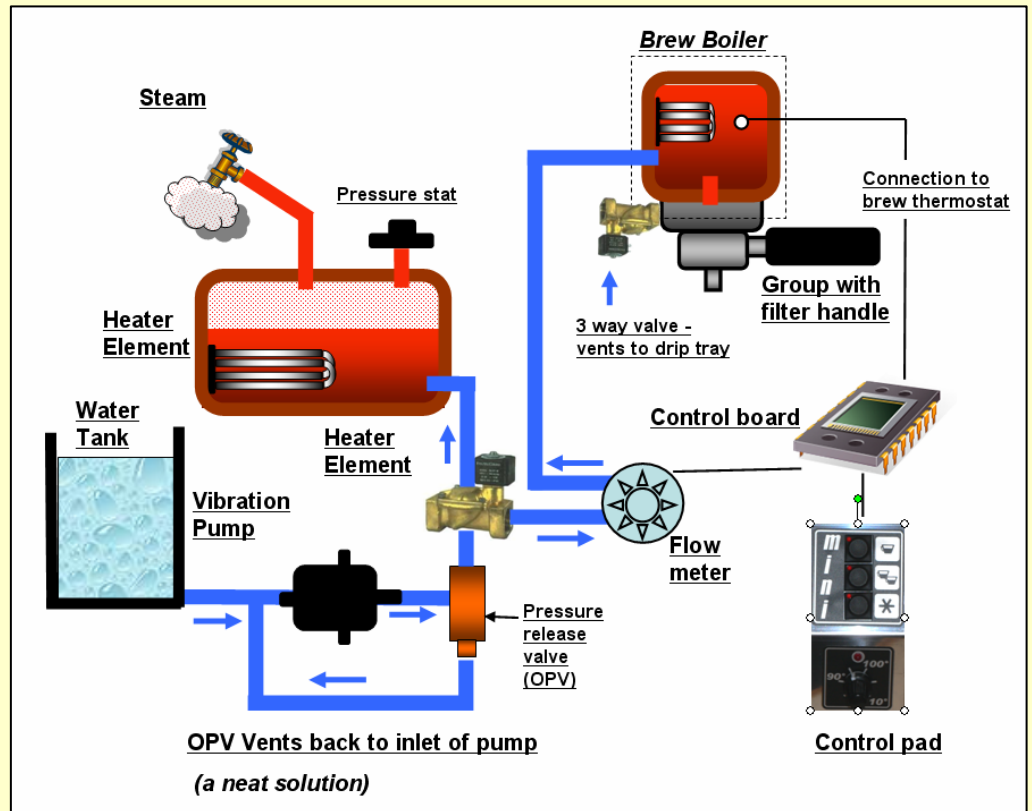 Brew Boiler
Steam
Pressure stat
Connection to
brew thermostat
Group with
filter handle
3 way valve -
vents to drip tray
Heater
Element
Water
Tank
Heater
Element
Control board
Vibration
Pump
Flow
meter
mini
Pressure
release
valve
(OPV)
100°
90°
10°
OPV Vents back to inlet of pump
(a neat solution)
Control pad